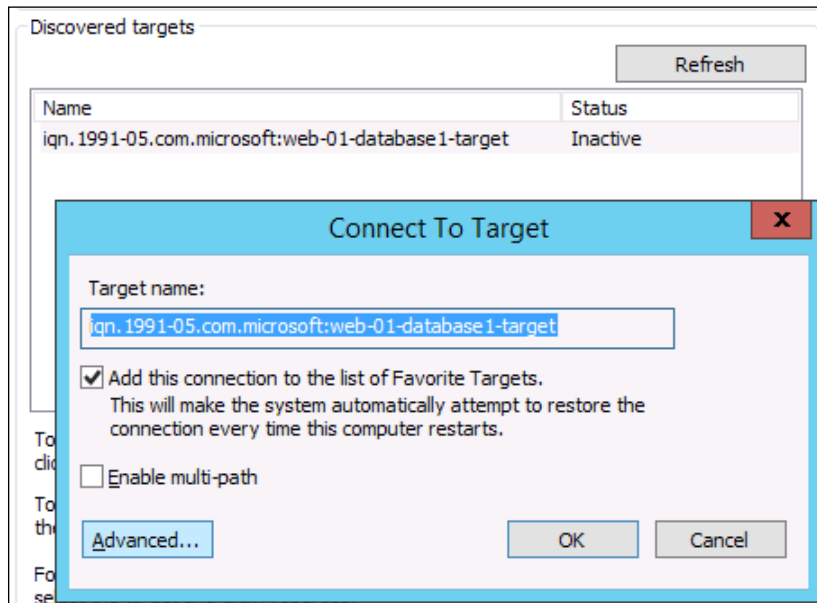 Discovered targets
Refresh
Name Status
iqn.1991-05.com.microsoft:web-01-database1-target Inactive
Connect To Target X
Target name:
iqn.1991-05.com.microsoft:web-01-database1-target
Add this connection to the list of Favorite Targets.
This will make the system automatically attempt to restore the
connection every time this computer restarts.
To
Enable multi-path
To
Advanced... OK Cancel